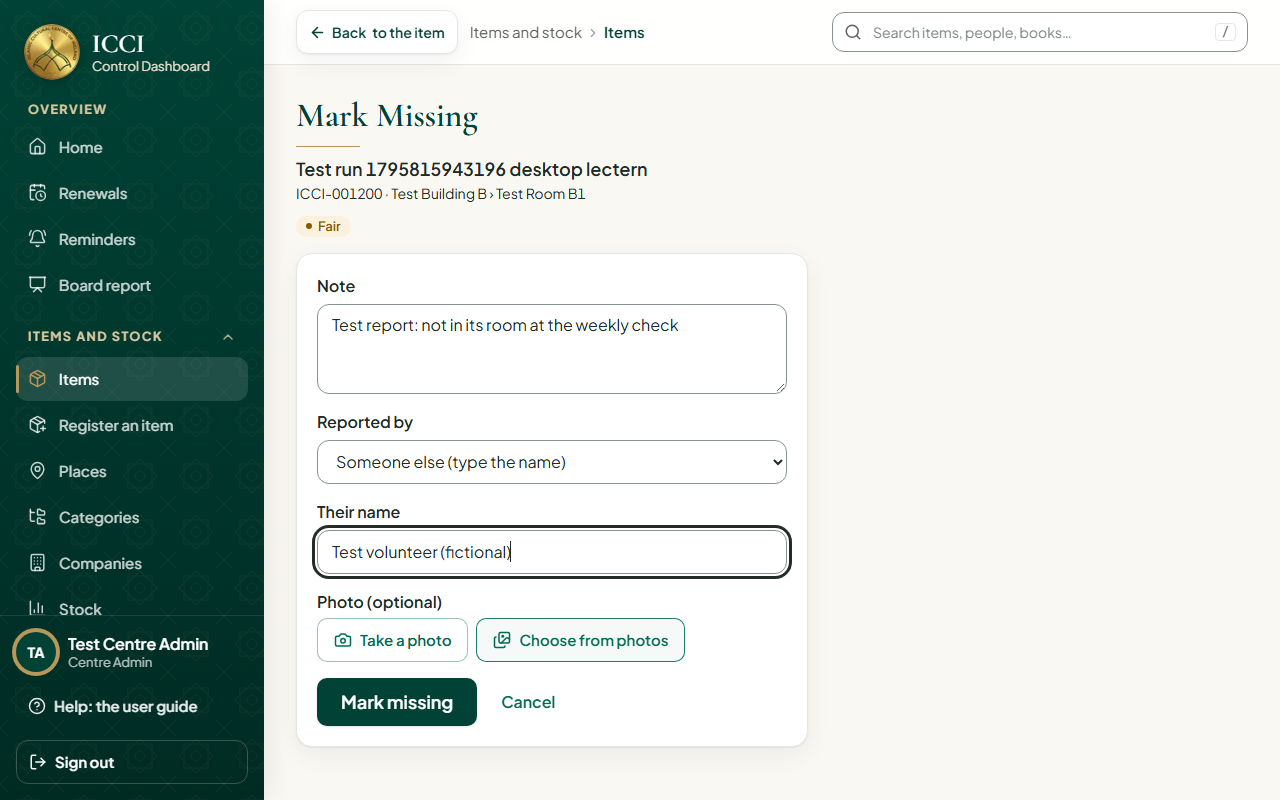 ICCI
Control Dashboard
OVERVIEW
Home
Renewals
Reminders
Board report
ITEMS AND STOCK
Items
Register an item
Places
Categories
Companies
Stock
TA
Test Centre Admin
Centre Admin
Help: the user guide
Sign out
Back to the item
Items and stock › Items
Search items, people, books…
/
Mark Missing
Test run 1795815943196 desktop lectern
ICCI-001200 · Test Building B › Test Room B1
Fair
Note
Test report: not in its room at the weekly check
Reported by
Someone else (type the name)
Their name
Test volunteer (fictional)
Photo (optional)
Take a photo
Choose from photos
Mark missing
Cancel